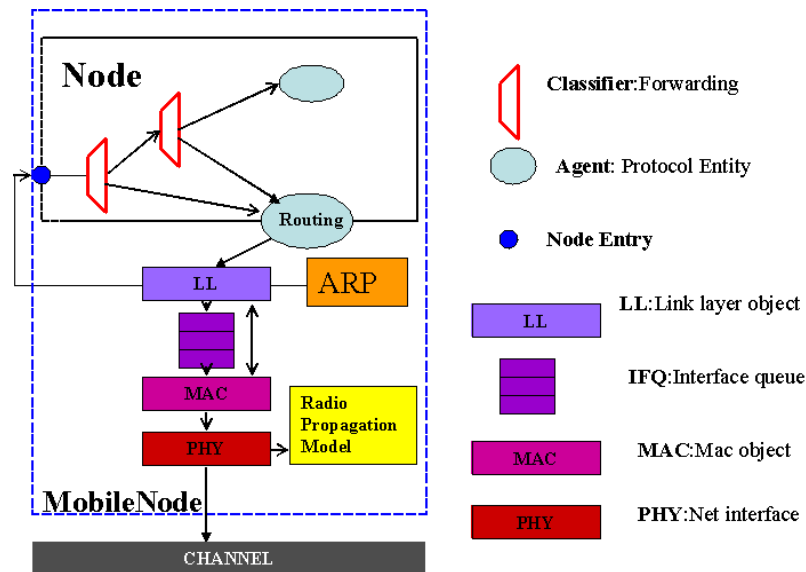 Node
Routing
LL
ARP
MAC
Radio
Propagation
Model
PHY
MobileNode
CHANNEL
Classifier:Forwarding
Agent: Protocol Entity
Node Entry
LL
LL:Link layer object
IFQ:Interface queue
MAC
MAC:Mac object
PHY
PHY:Net interface